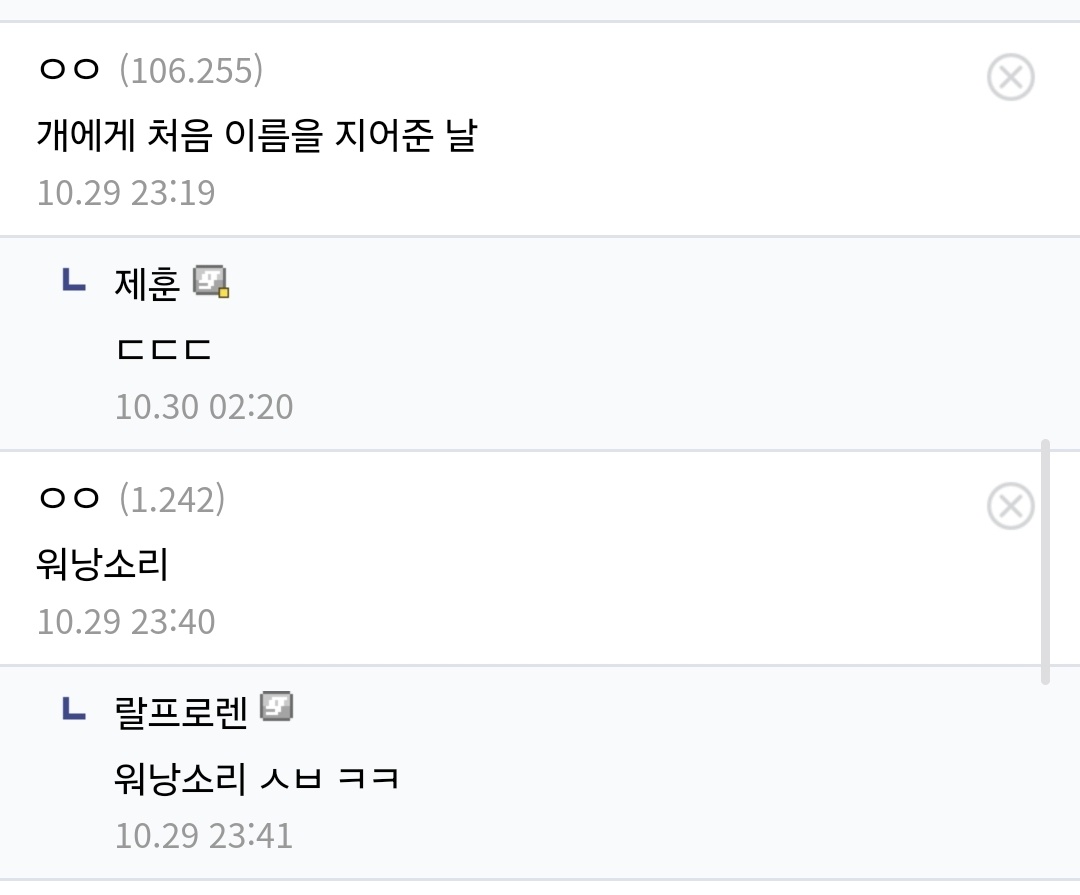 ㅇㅇ (106.255)
개에게 처음 이름을 지어준 날
10.29 23:19
ㄴ 제훈
ㄷㄷㄷ
10.30 02:20
ㅇㅇ (1.242)
워낭소리
10.29 23:40
ㄴ 랄프로렌
워낭소리 ㅅㅂ ㅋㅋ
10.29 23:41